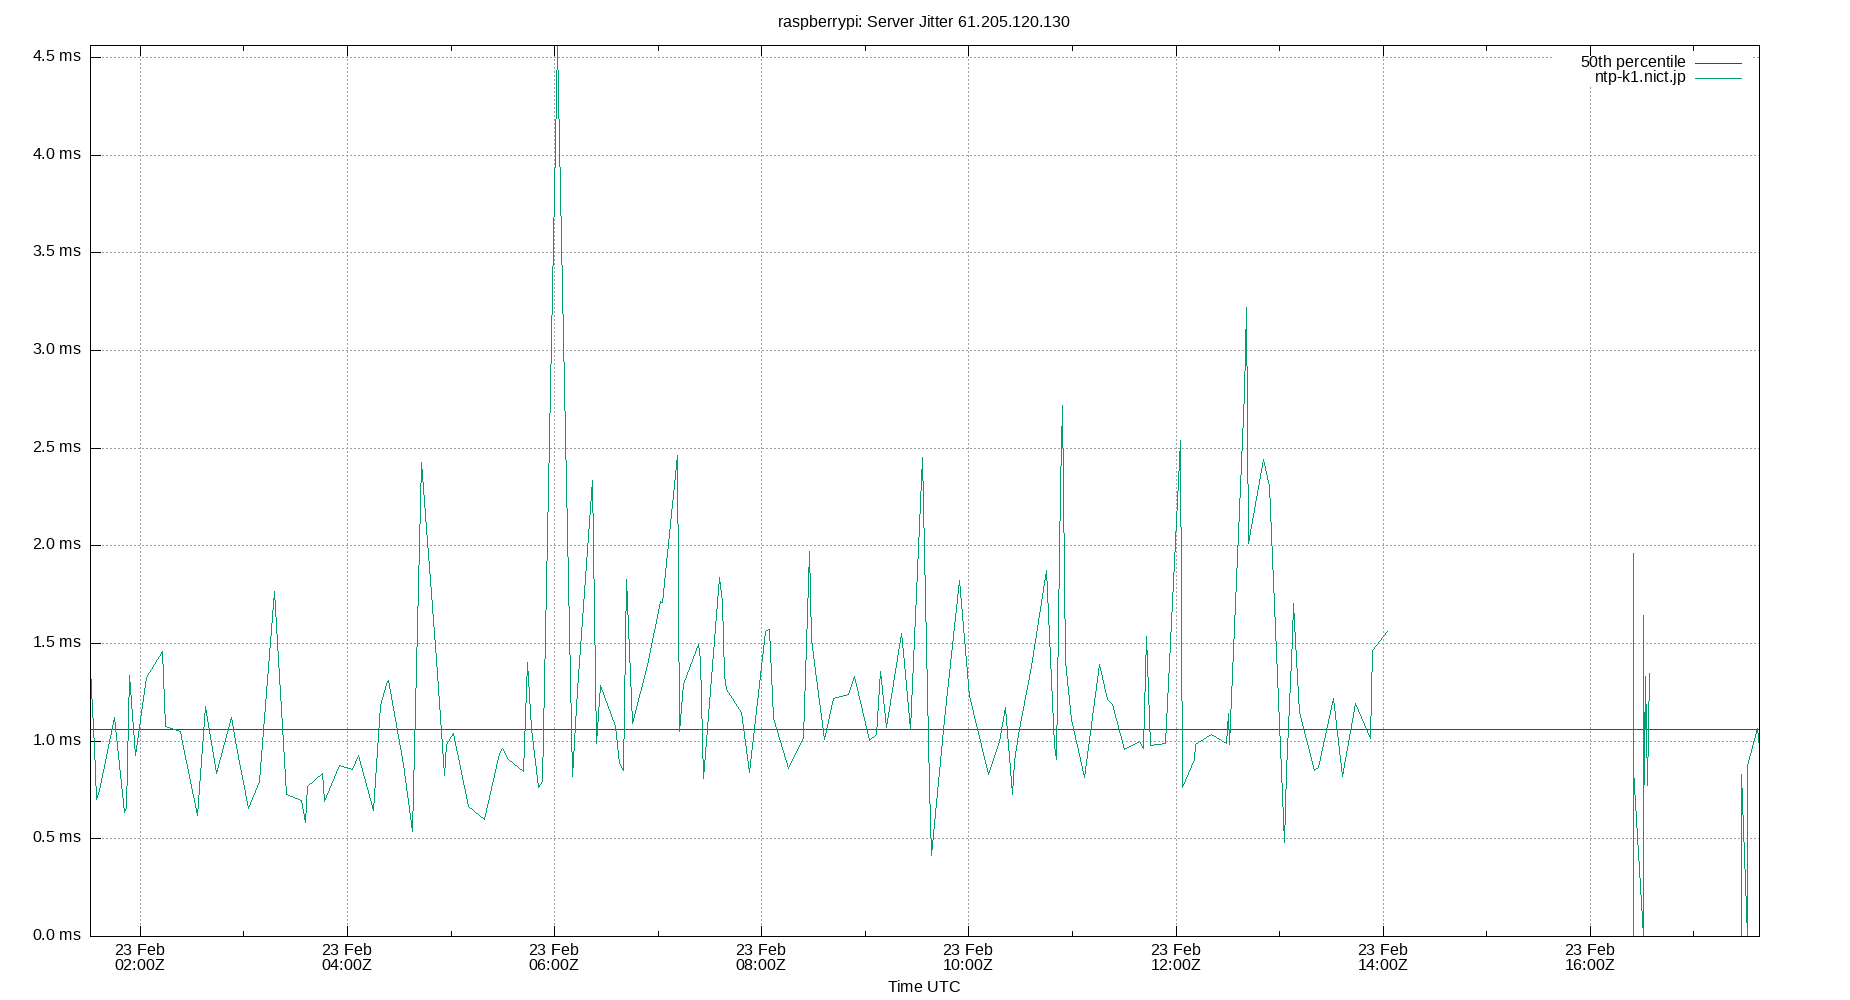 raspberrypi: Server Jitter 61.205.120.130
4.5 ms
4.0 ms
3.5 ms
3.0 ms
2.5 ms
2.0 ms
1.5 ms
1.0 ms
0.5 ms
0.0 ms
50th percentile
ntp-k1.nict.jp
23 Feb
02:00Z
23 Feb
04:00Z
23 Feb
06:00Z
23 Feb
08:00Z
23 Feb
10:00Z
23 Feb
12:00Z
23 Feb
14:00Z
23 Feb
16:00Z
Time UTC